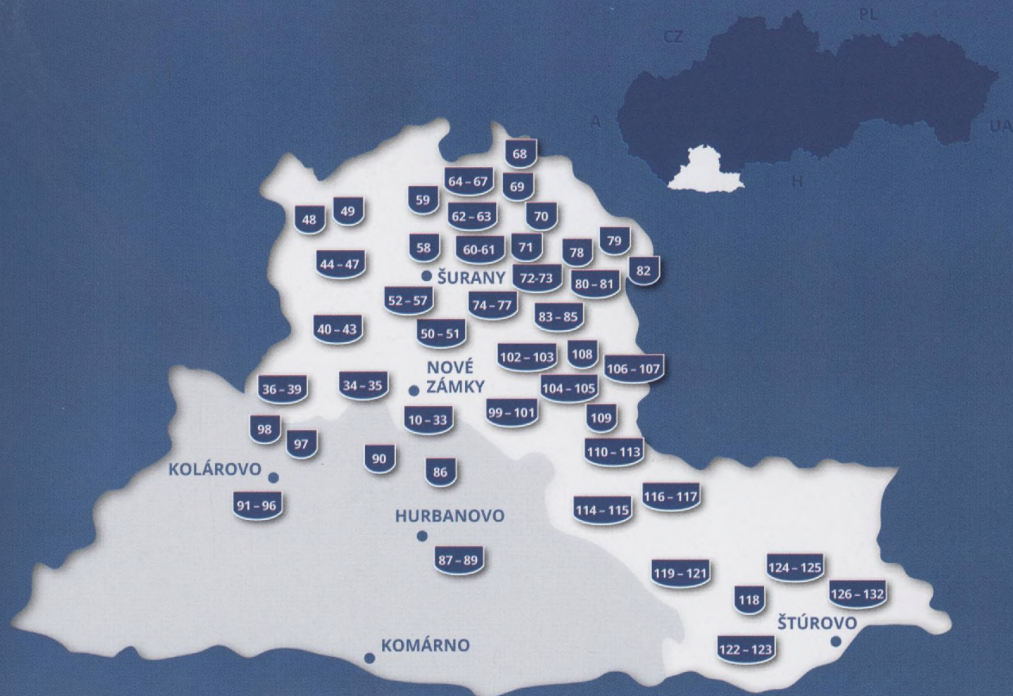 PL
CZ
A
UA
H
68
64 – 67
69
59
49
48
62 – 63
70
58
60-61
71
79
78
44 – 47
82
ŠURANY
72-73
80 – 81
52 – 57
74 – 77
83 – 85
40 – 43
50 – 51
102 – 103
108
106 – 107
NOVÉ
ZÁMKY
36 – 39
34 – 35
104 – 105
10 – 33
99 – 101
109
98
97
110 – 113
90
86
KOLÁROVO
91 – 96
116 – 117
114 – 115
HURBANOVO
87 – 89
119 – 121
124 – 125
118
126 – 132
ŠTÚROVO
KOMÁRNO
122 – 123